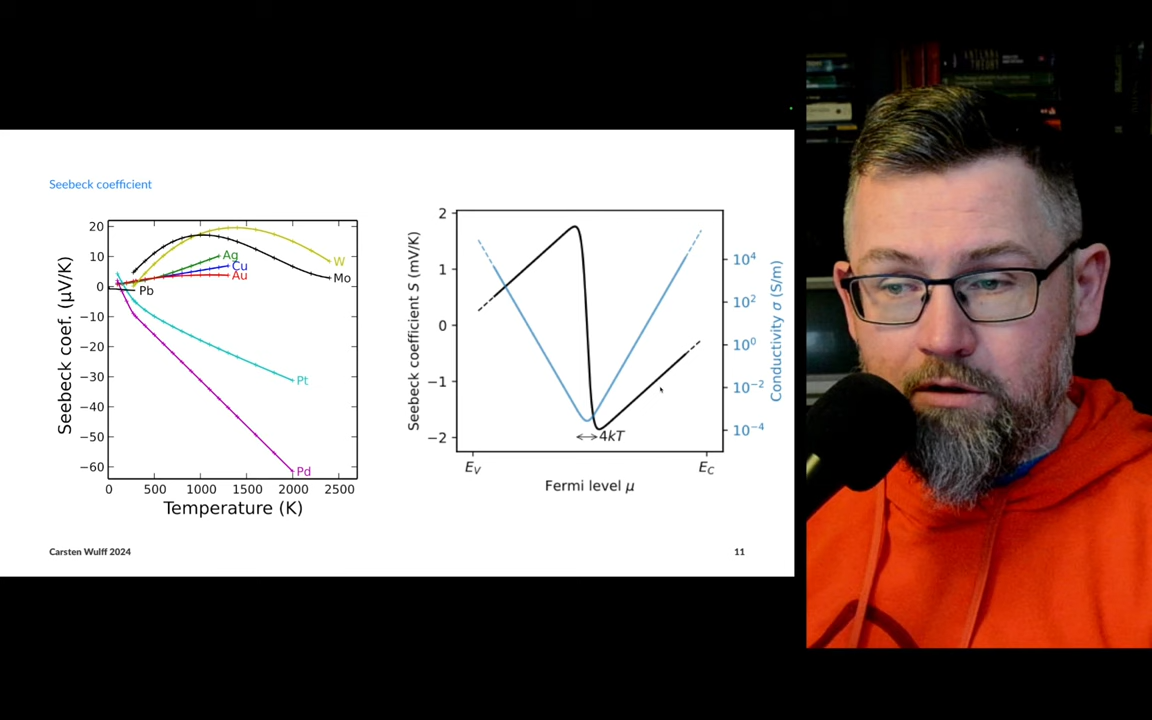 Seebeck coefficient
20
10
0
−10
−20
−30
−40
−50
−60
Seebeck coef. (μV/K)
W
Mo
Ag
Cu
Au
Pb
Pt
Pd
0 500 1000 1500 2000 2500
Temperature (K)
2
1
0
−1
−2
Seebeck coefficient S (mV/K)
10⁴
10²
10⁰
10⁻²
10⁻⁴
Conductivity σ (S/m)
4kT
E_V E_C
Fermi level μ
Carsten Wulff 2024
11